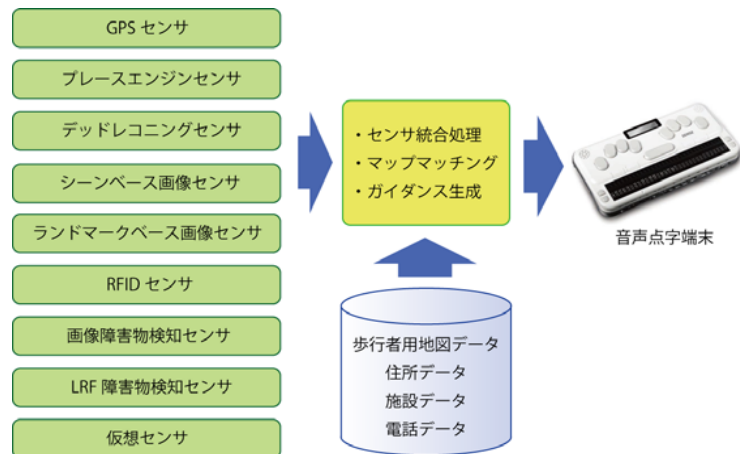 GPS センサ
プレースエンジンセンサ
デッドレコニングセンサ
シーンベース画像センサ
ランドマークベース画像センサ
RFID センサ
画像障害物検知センサ
LRF 障害物検知センサ
仮想センサ
・センサ統合処理
・マップマッチング
・ガイダンス生成
歩行者用地図データ
住所データ
施設データ
電話データ
音声点字端末